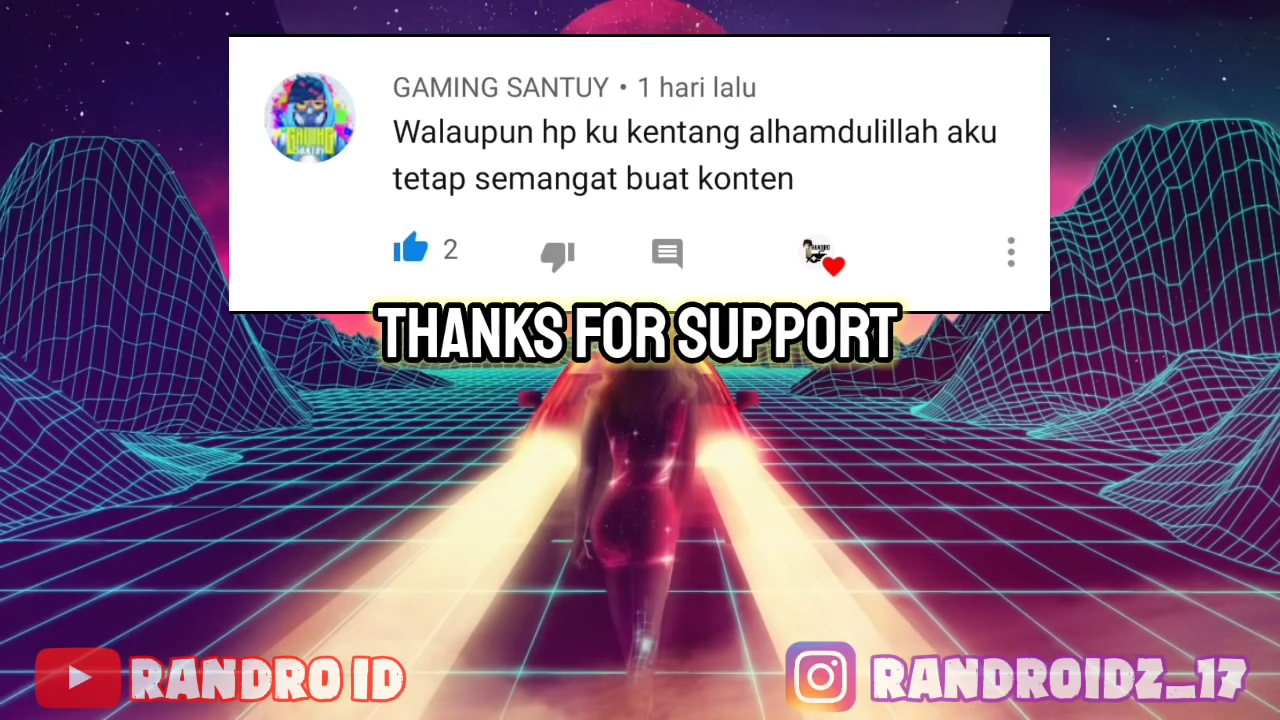 GAMING SANTUY • 1 hari lalu
Walaupun hp ku kentang alhamdulillah aku
tetap semangat buat konten
2
THANKS FOR SUPPORT
RANDRO ID
RANDROIDZ_17